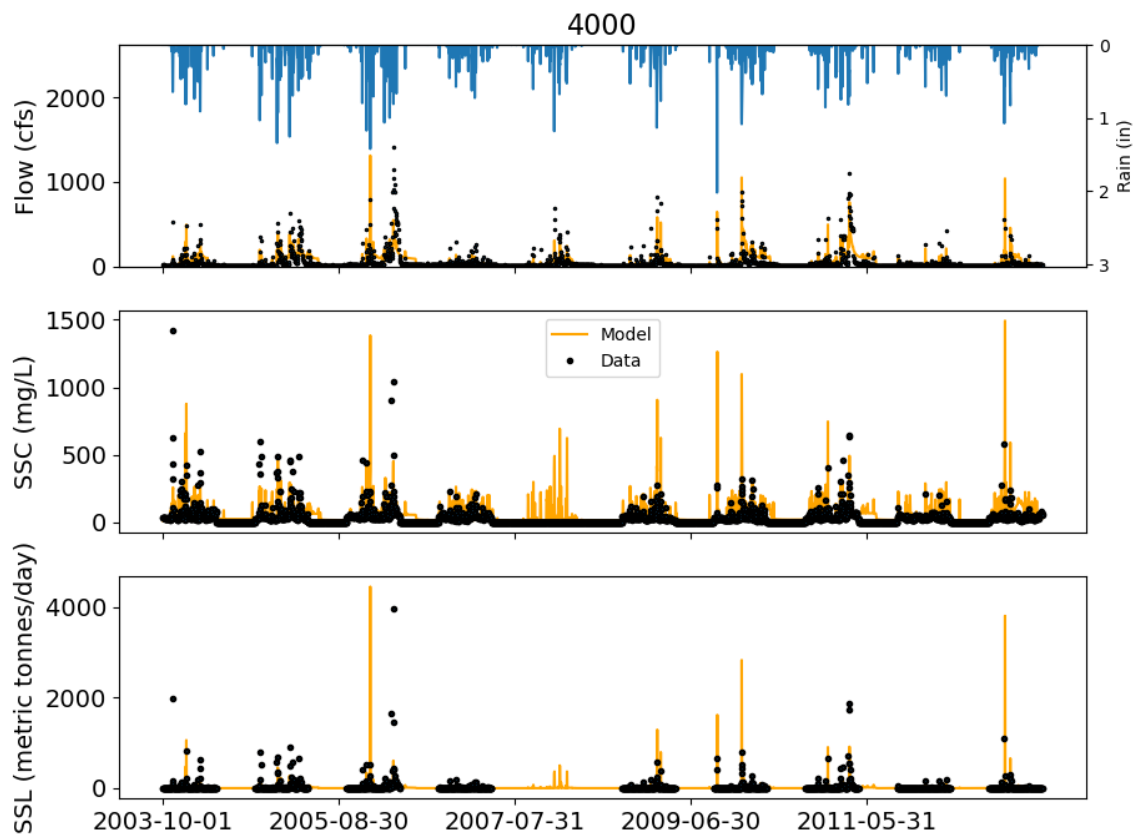 4000
Flow (cfs)
2000
1000
0
0
1
2
3
Rain (in)
SSC (mg/L)
1500
1000
500
0
Model
Data
SSL (metric tonnes/day)
4000
2000
0
2003-10-01 2005-08-30 2007-07-31 2009-06-30 2011-05-31